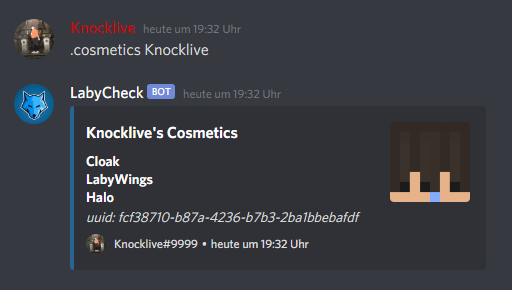 Knocklive heute um 19:32 Uhr
.cosmetics Knocklive
LabyCheck BOT heute um 19:32 Uhr
Knocklive's Cosmetics
Cloak
LabyWings
Halo
uuid: fcf38710-b87a-4236-b7b3-2ba1bbebafdf
Knocklive#9999 • heute um 19:32 Uhr